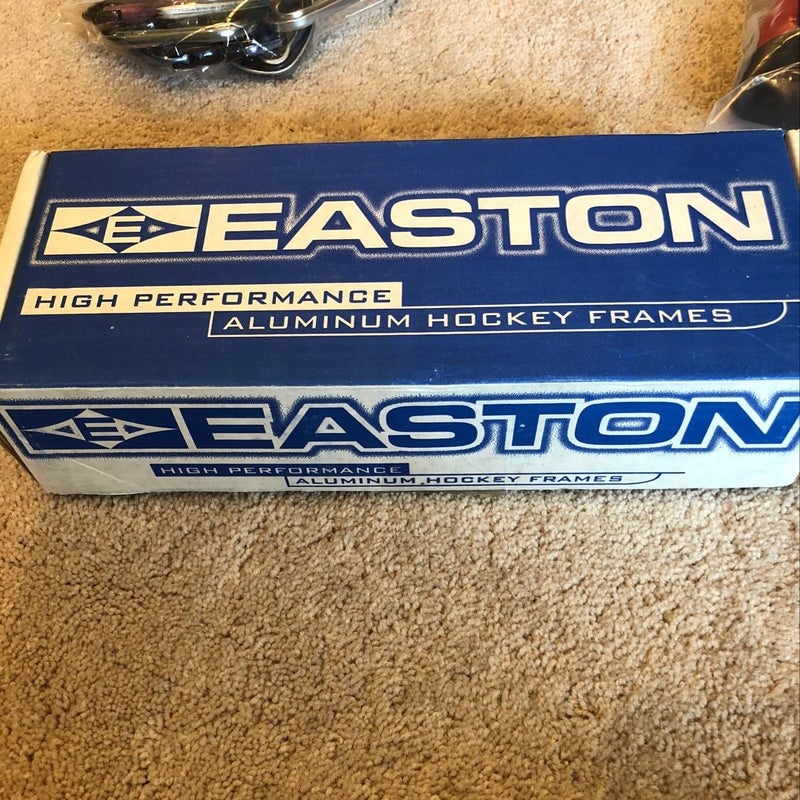 E EASTON
HIGH PERFORMANCE
ALUMINUM HOCKEY FRAMES
E EASTON
HIGH PERFORMANCE
ALUMINUM HOCKEY FRAMES